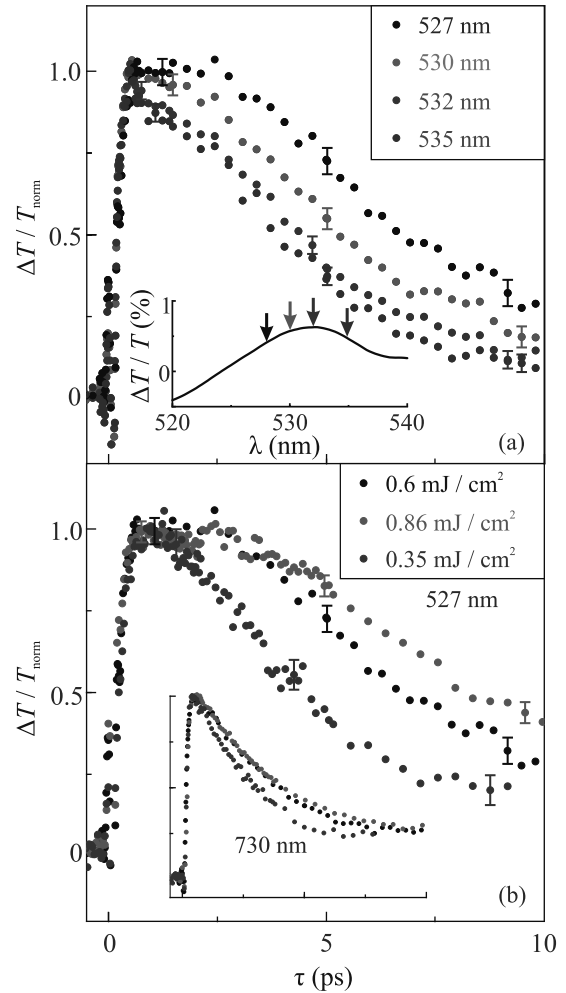 527 nm
530 nm
532 nm
535 nm
1.0
0.5
0
ΔT / T_norm
1
0
ΔT / T (%)
520 530 540
λ (nm)
(a)
0.6 mJ / cm²
0.86 mJ / cm²
0.35 mJ / cm²
527 nm
1.0
0.5
0
ΔT / T_norm
730 nm
(b)
0 5 10
τ (ps)